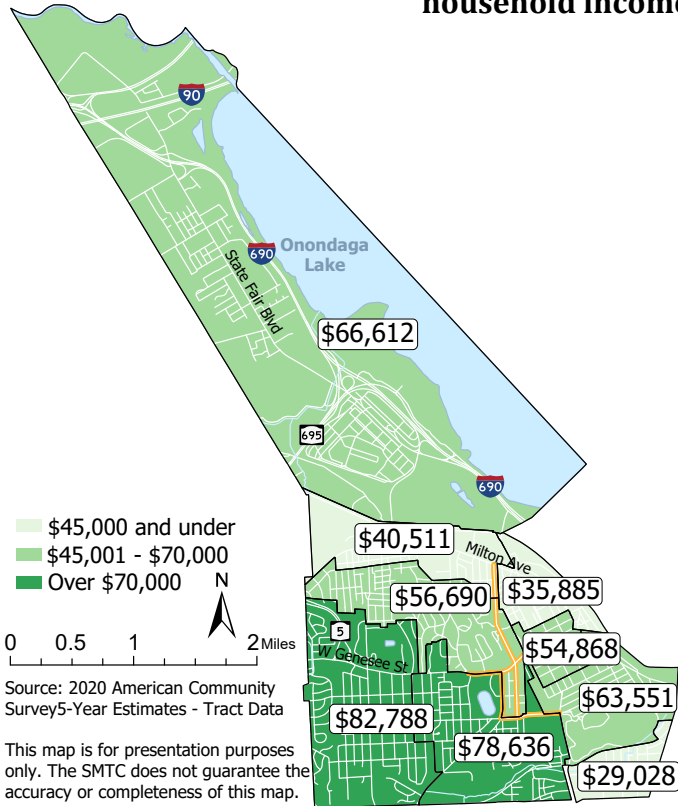 household income
90
690
Onondaga
Lake
State Fair Blvd
$66,612
695
690
$45,000 and under
$45,001 - $70,000
Over $70,000
N
0 0.5 1 2 Miles
$40,511
Milton Ave
$56,690
$35,885
5
W Genesee St
$54,868
$63,551
$82,788
$78,636
$29,028
Source: 2020 American Community
Survey5-Year Estimates - Tract Data
This map is for presentation purposes
only. The SMTC does not guarantee the
accuracy or completeness of this map.